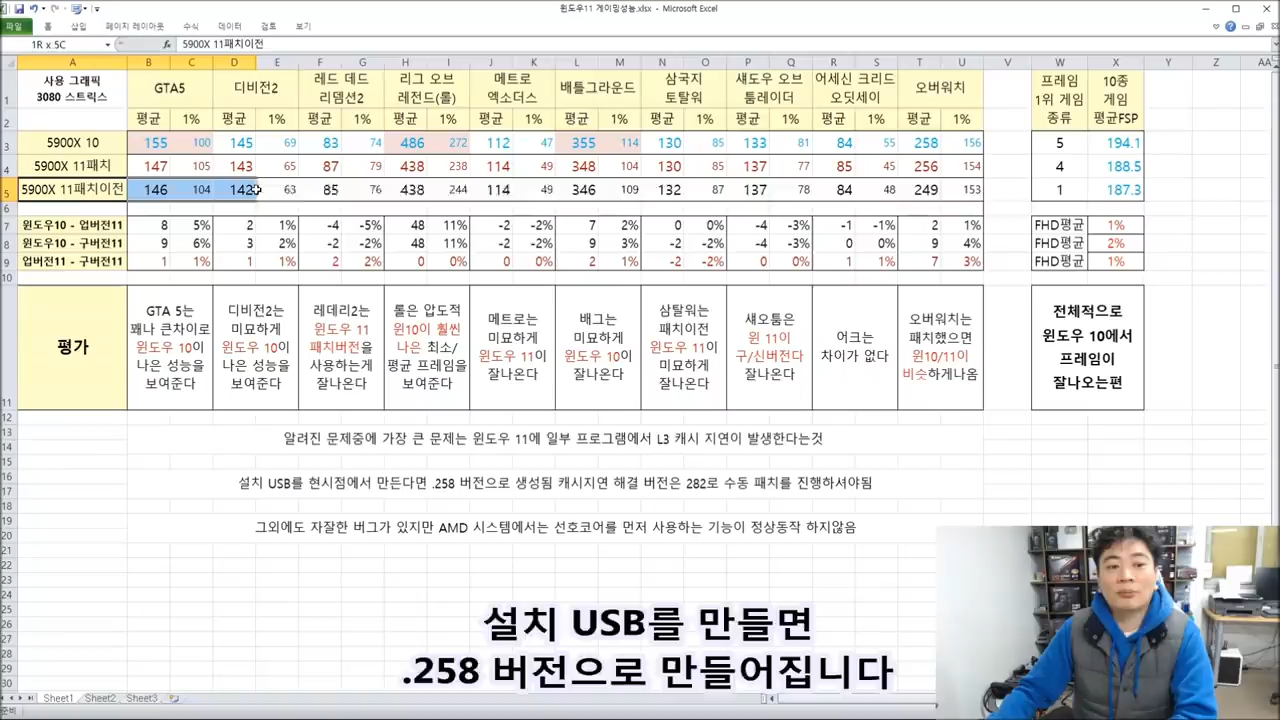 윈도우11 게이밍성능.xlsx - Microsoft Excel
파일 홈 삽입 페이지 레이아웃 수식 데이터 검토 보기
1R x 5C fx 5900X 11패치이전
A B C D E F G H I J K L M N O P Q R S T U V W X Y Z AA
사용 그래픽
3080 스트릭스
GTA5
디비전2
레드 데드
리뎀션2
리그 오브
레전드(롤)
메트로
엑소더스
배틀그라운드
삼국지
토탈워
섀도우 오브
툼레이더
어세신 크리드
오딧세이
오버워치
프레임
1위 게임
종류
10종
게임
평균FSP
평균 1% 평균 1% 평균 1% 평균 1% 평균 1% 평균 1% 평균 1% 평균 1% 평균 1% 평균 1%
5900X 10 155 100 145 69 83 74 486 272 112 47 355 114 130 85 133 81 84 55 258 156 5 194.1
5900X 11패치 147 105 143 65 87 79 438 238 114 49 348 104 130 85 137 77 85 45 256 154 4 188.5
5900X 11패치이전 146 104 142 63 85 76 438 244 114 49 346 109 132 87 137 78 84 48 249 153 1 187.3
윈도우10 - 업버전11 8 5% 2 1% -4 -5% 48 11% -2 -2% 7 2% 0 0% -4 -3% -1 -1% 2 1% FHD평균 1%
윈도우10 - 구버전11 9 6% 3 2% -2 -2% 48 11% -2 -2% 9 3% -2 -2% -4 -3% 0 0% 9 4% FHD평균 2%
업버전11 - 구버전11 1 1% 1 1% 2 2% 0 0% 0 0% 2 1% -2 -2% 0 0% 1 1% 7 3% FHD평균 1%
평가
GTA 5는
꽤나 큰차이로
윈도우 10이
나은 성능을
보여준다
디비전2는
미묘하게
윈도우 10이
나은 성능을
보여준다
레데리2는
윈도우 11
패치버전을
사용하는게
잘나온다
롤은 압도적
윈10이 훨씬
나은 최소/
평균 프레임을
보여준다
메트로는
미묘하게
윈도우 11이
잘나온다
배그는
미묘하게
윈도우 10이
잘나온다
삼탈워는
패치이전
윈도우 11이
미묘하게
잘나온다
섀오툼은
윈 11이
구/신버전다
잘나온다
어크는
차이가 없다
오버워치는
패치했으면
윈10/11이
비슷하게나옴
전체적으로
윈도우 10에서
프레임이
잘나오는편
알려진 문제중에 가장 큰 문제는 윈도우 11에 일부 프로그램에서 L3 캐시 지연이 발생한다는것
설치 USB를 현시점에서 만든다면 .258 버전으로 생성됨 캐시지연 해결 버전은 282로 수동 패치를 진행하셔야됨
그외에도 자잘한 버그가 있지만 AMD 시스템에서는 선호코어를 먼저 사용하는 기능이 정상동작 하지않음
설치 USB를 만들면
.258 버전으로 만들어집니다
Sheet1 Sheet2 Sheet3
준비